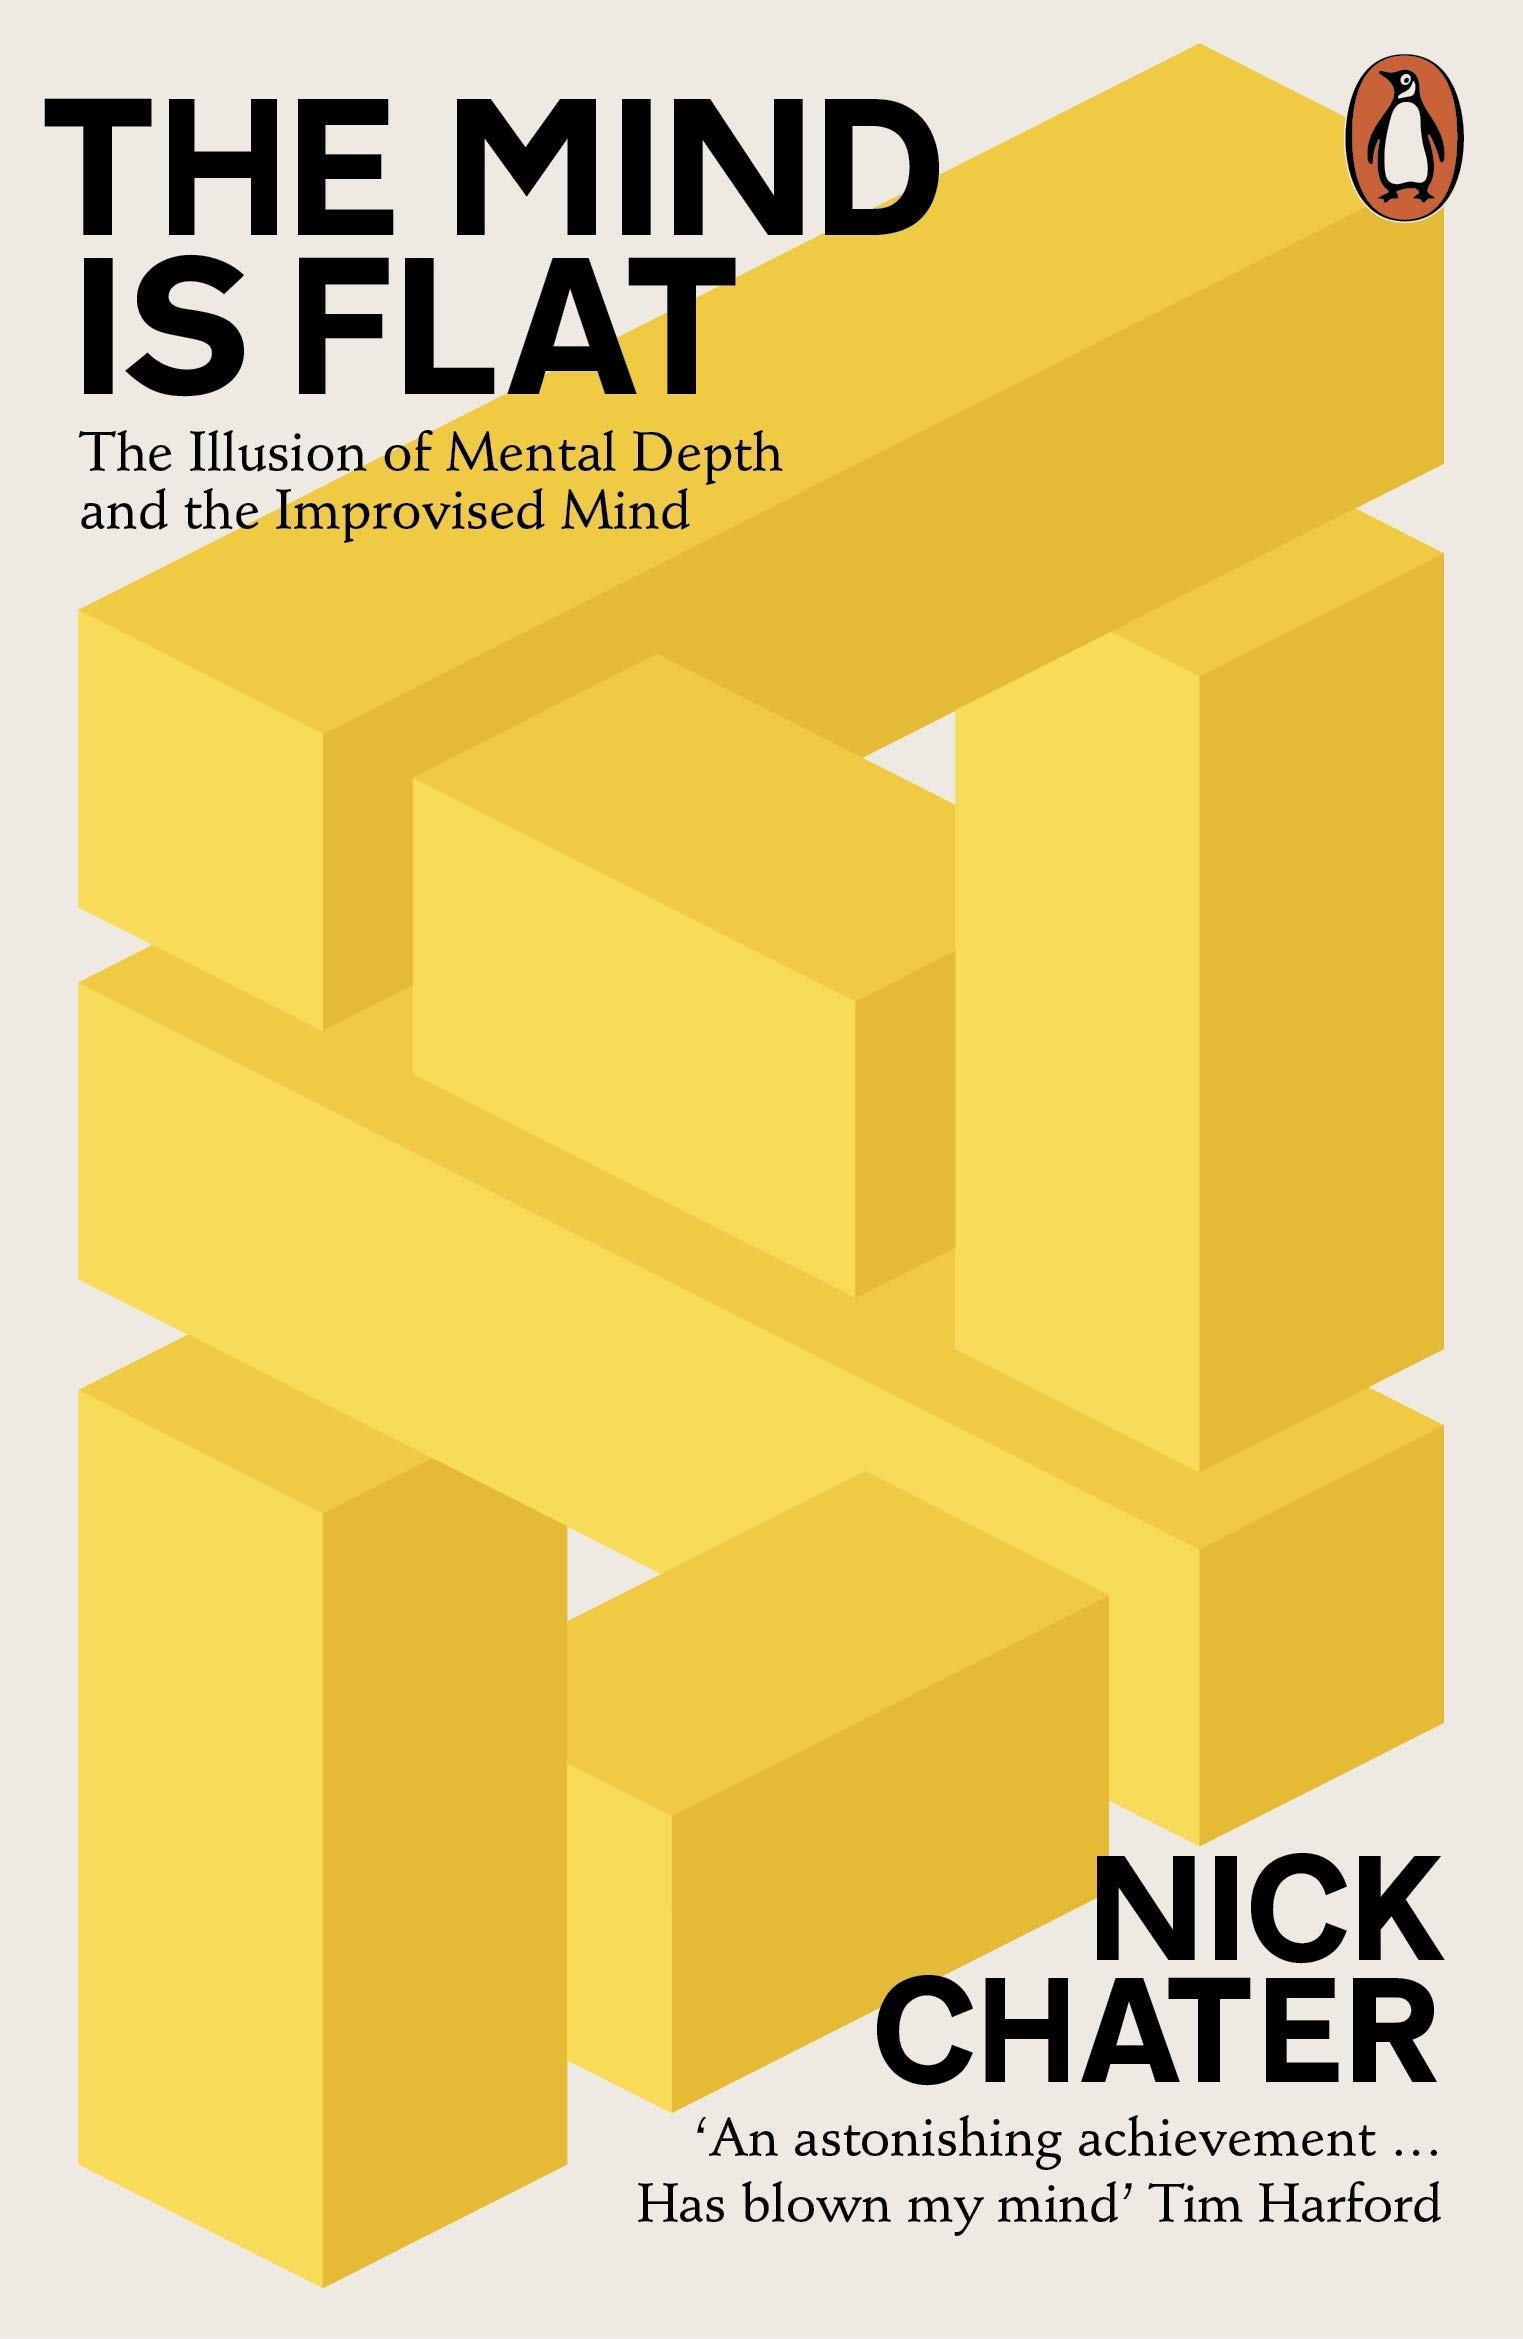 THE MIND
IS FLAT
The Illusion of Mental Depth
and the Improvised Mind
NICK
CHATER
‘An astonishing achievement …
Has blown my mind’ Tim Harford